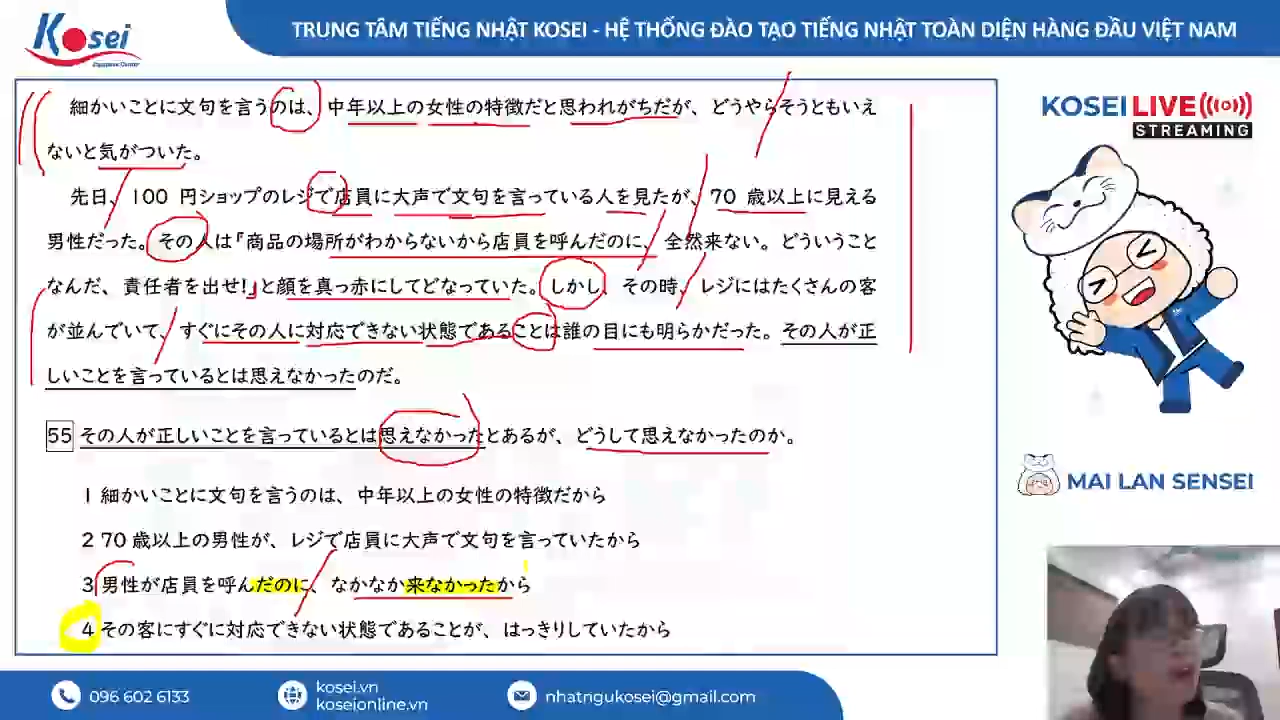 Kosei
Japanese Center
TRUNG TÂM TIẾNG NHẬT KOSEI - HỆ THỐNG ĐÀO TẠO TIẾNG NHẬT TOÀN DIỆN HÀNG ĐẦU VIỆT NAM
細かいことに文句を言うのは、中年以上の女性の特徴だと思われがちだが、どうやらそうともいえ
ないと気がついた。
先日、100 円ショップのレジで店員に大声で文句を言っている人を見たが、70 歳以上に見える
男性だった。その人は『商品の場所がわからないから店員を呼んだのに、全然来ない。どういうこと
なんだ、責任者を出せ!』と顔を真っ赤にしてどなっていた。しかし、その時、レジにはたくさんの客
が並んでいて、すぐにその人に対応できない状態であることは誰の目にも明らかだった。その人が正
しいことを言っているとは思えなかったのだ。
55 その人が正しいことを言っているとは思えなかったとあるが、どうして思えなかったのか。
1 細かいことに文句を言うのは、中年以上の女性の特徴だから
2 70 歳以上の男性が、レジで店員に大声で文句を言っていたから
3 男性が店員を呼んだのに、なかなか来なかったから
4 その客にすぐに対応できない状態であることが、はっきりしていたから
KOSEI LIVE
STREAMING
MAI LAN SENSEI
096 602 6133
kosei.vn
koseionline.vn
nhatngukosei@gmail.com